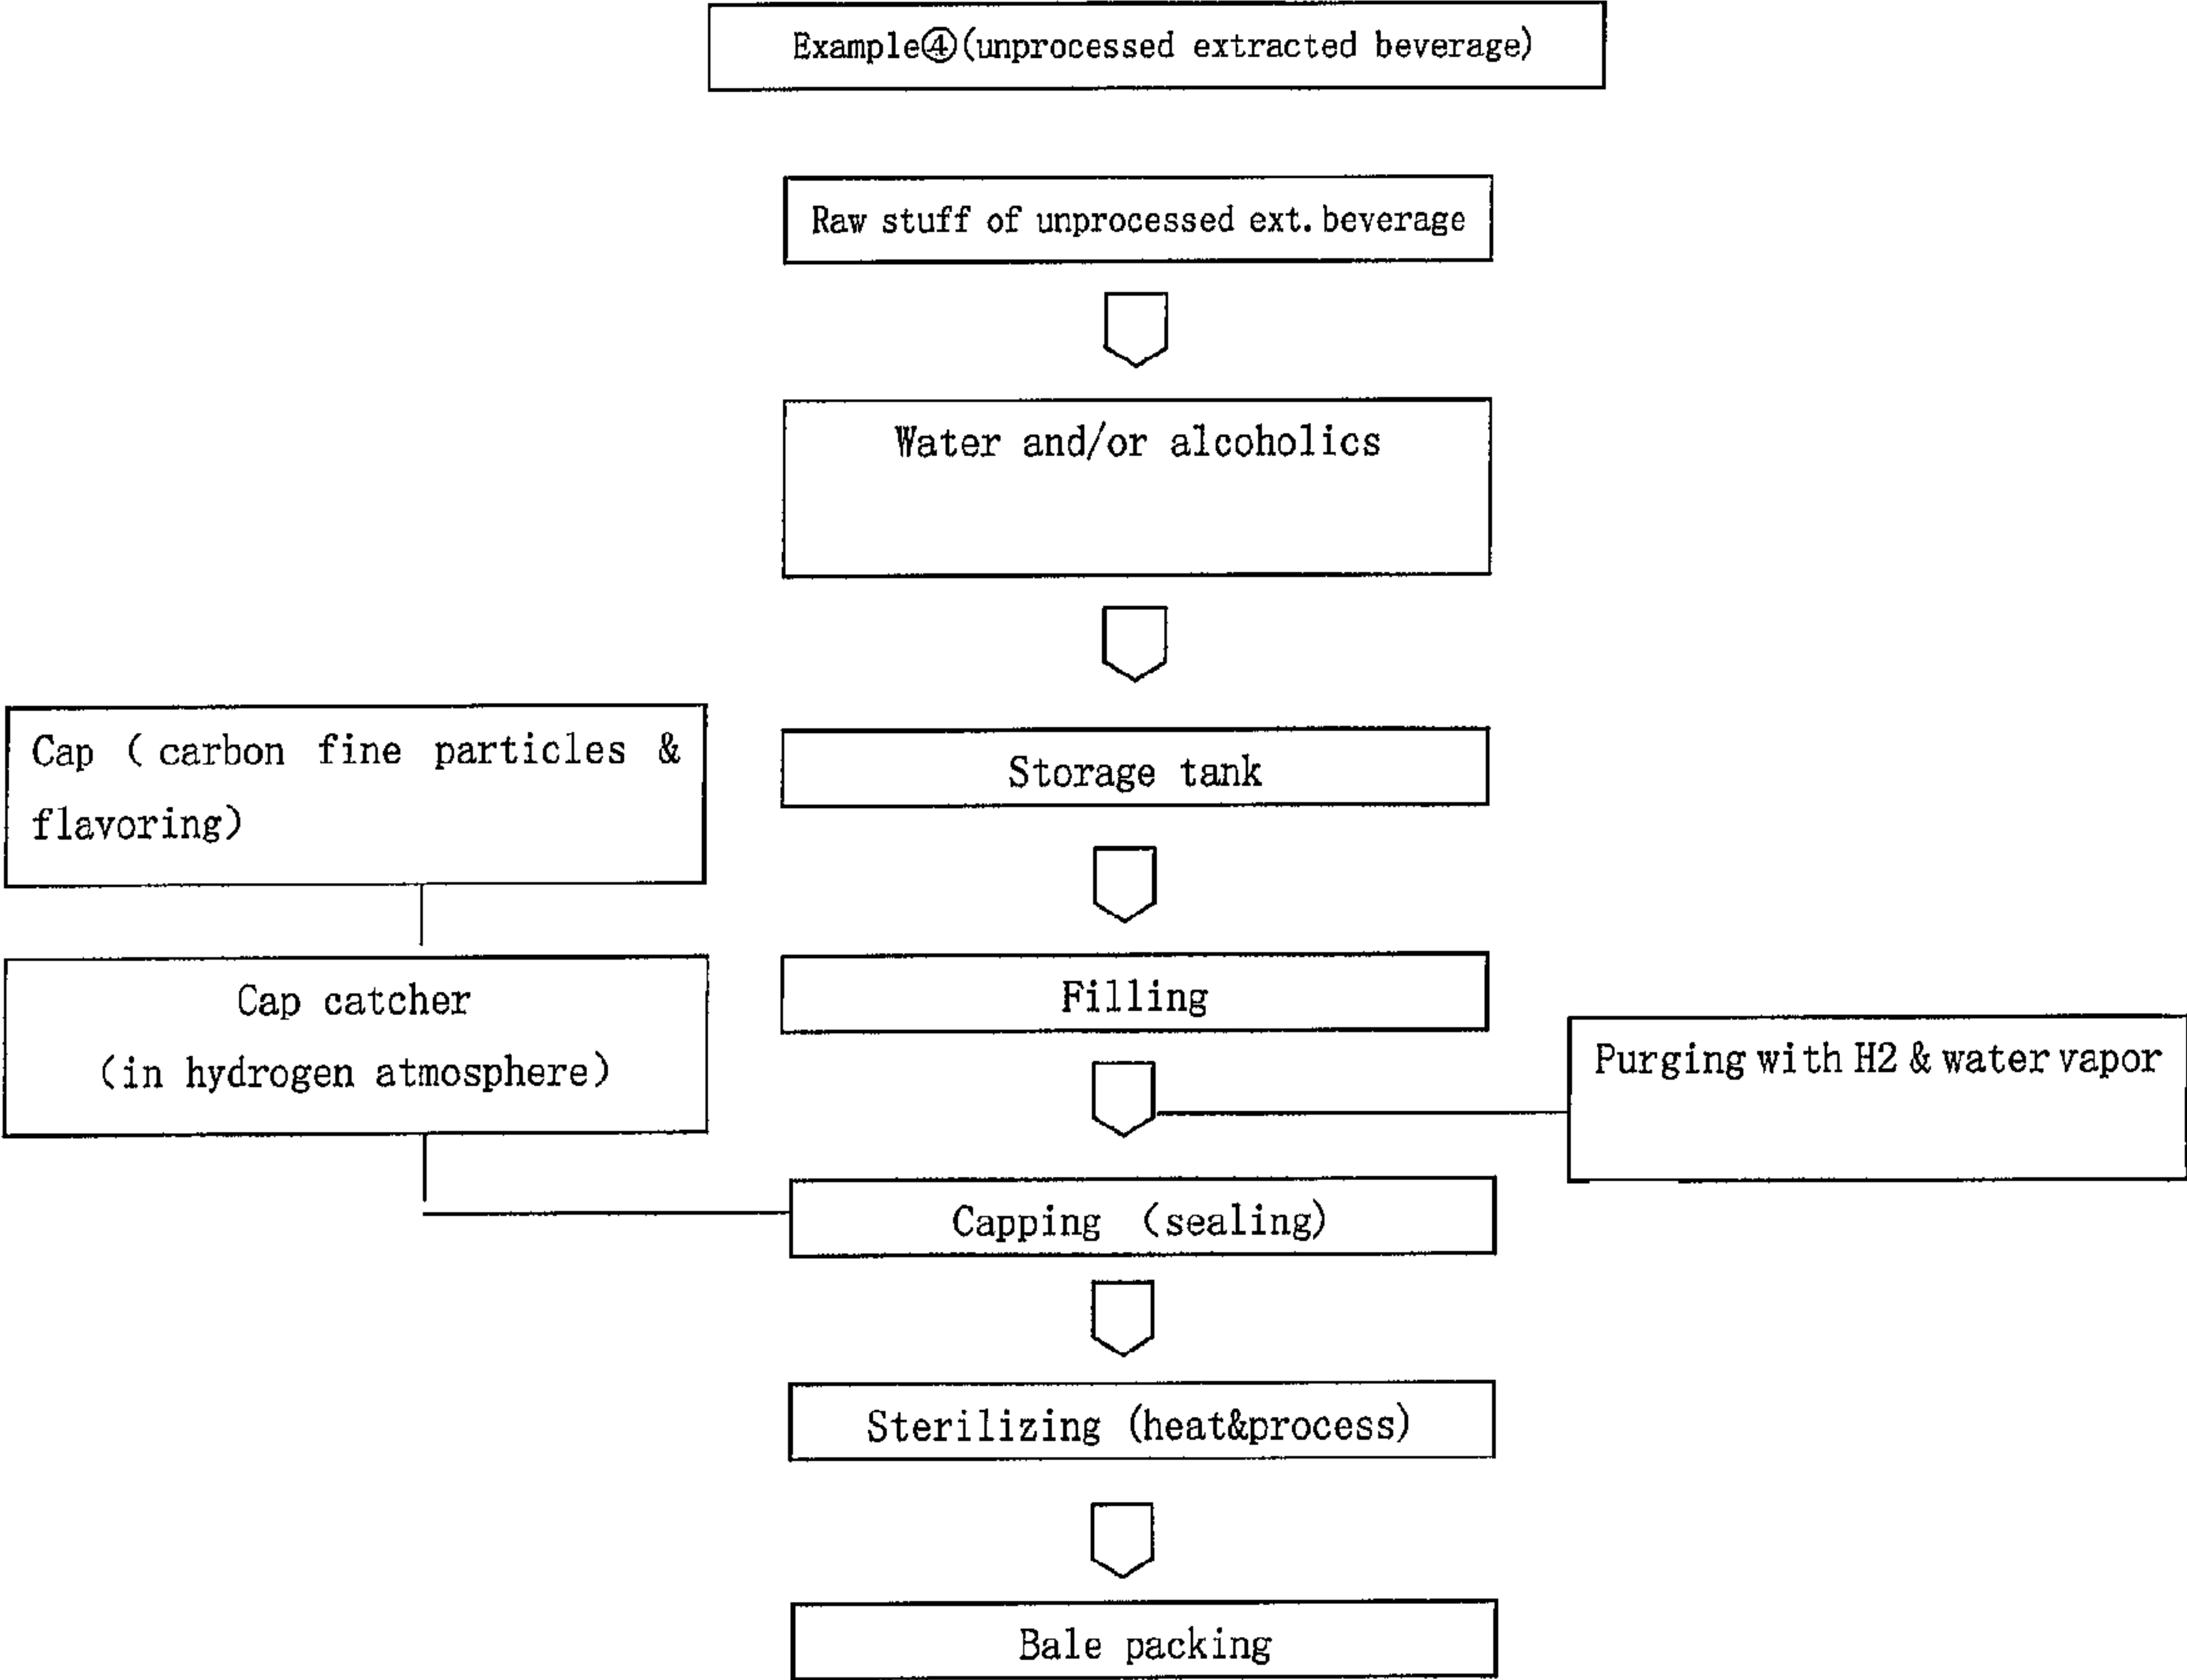 Example④(unprocessed extracted beverage)
Raw stuff of unprocessed ext. beverage
Water and/or alcoholics
Storage tank
Cap ( carbon fine particles &
flavoring)
Cap catcher
(in hydrogen atmosphere)
Filling
Purging with H2 & water vapor
Capping (sealing)
Sterilizing (heat&process)
Bale packing